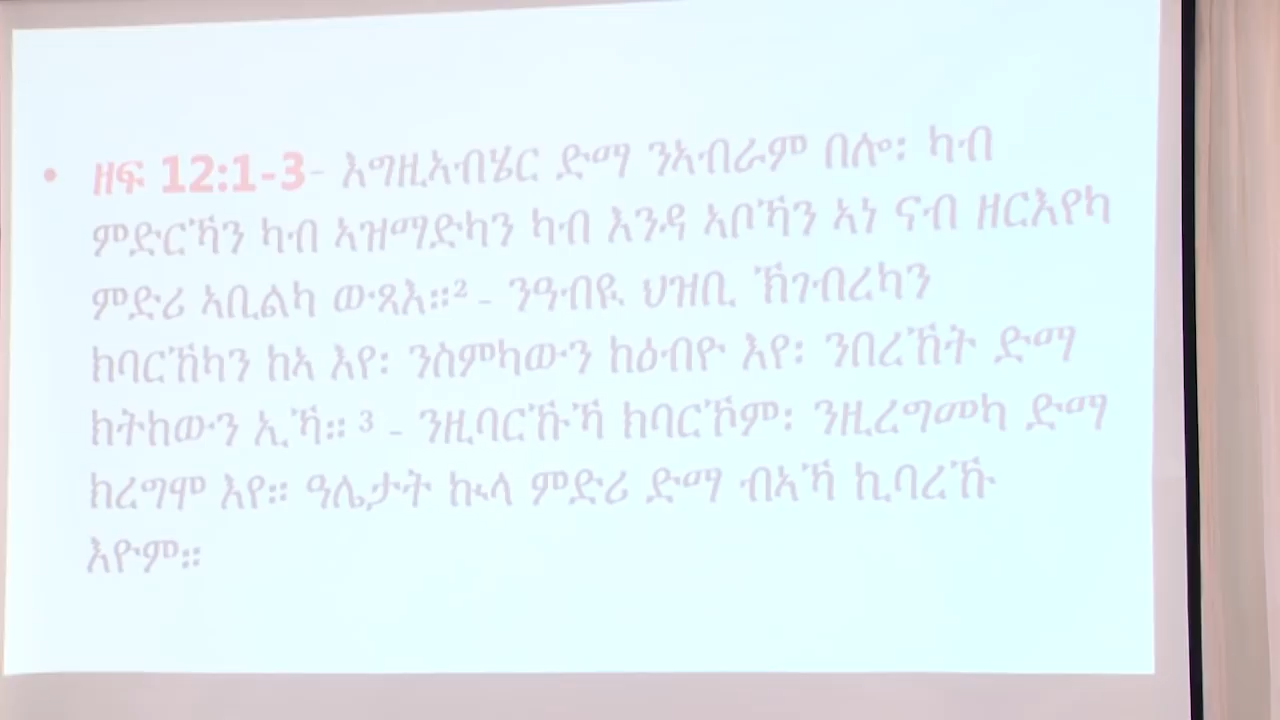 • ዘፍ 12:1-3- እግዚኣብሄር ድማ ንኣብራም በሎ፡ ካብ
ምድርኻን ካብ ኣዝማድካን ካብ እንዳ ኣቦኻን ኣነ ናብ ዘርእየካ
ምድሪ ኣቢልካ ውጻእ።² - ንዓብዪ ህዝቢ ኽገብረካን
ክባርኸካን ከኣ እየ፡ ንስምካውን ከዕብዮ እየ፡ ንበረኸት ድማ
ክትከውን ኢኻ። ³ - ንዚባርኹኻ ክባርኾም፡ ንዚረግመካ ድማ
ክረግሞ እየ። ዓሌታት ኩላ ምድሪ ድማ ብኣኻ ኪባረኹ
እዮም።